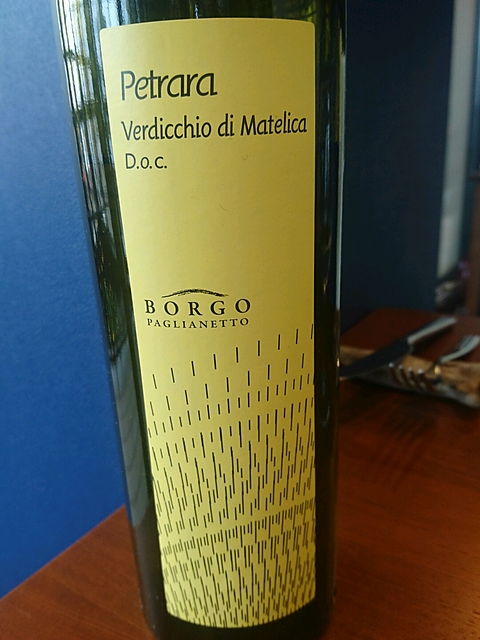 Petrara
Verdicchio di Matelica
D.o.c.
BORGO
PAGLIANETTO